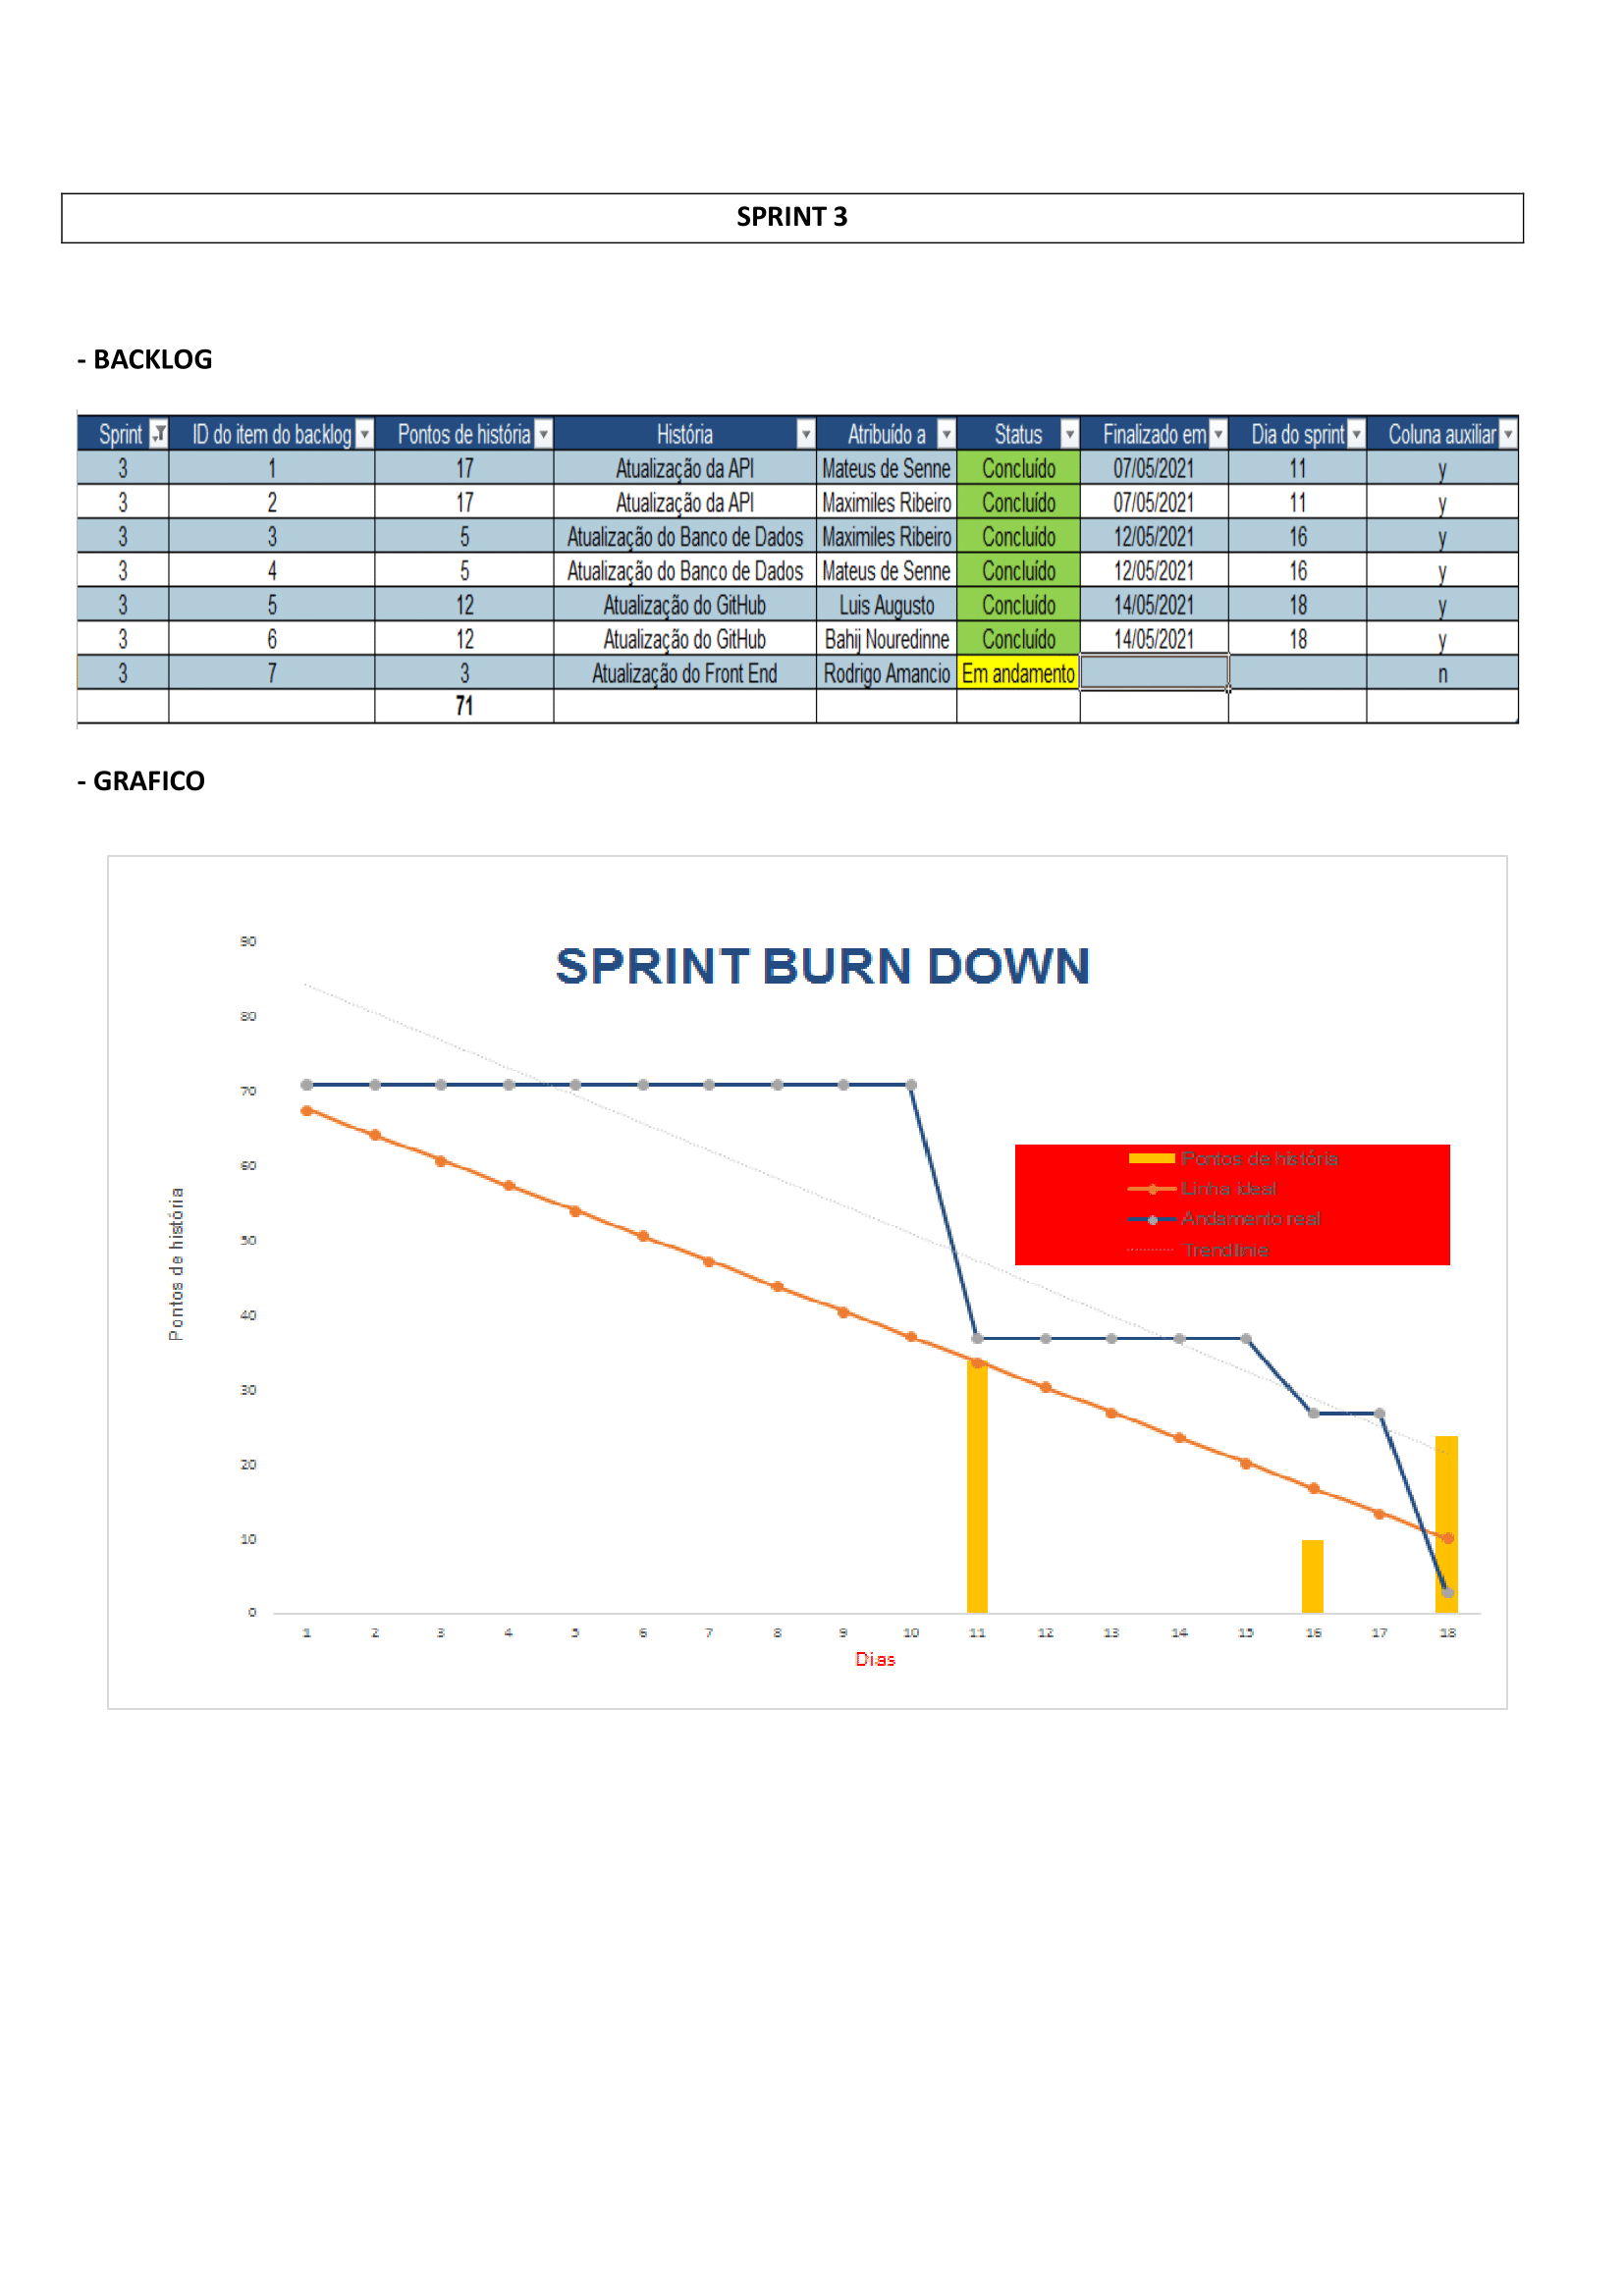 SPRINT 3
- BACKLOG
Sprint ID do item do backlog Pontos de história História Atribuído a Status Finalizado em Dia do sprint Coluna auxiliar
3 1 17 Atualização da API Mateus de Senne Concluído 07/05/2021 11 y
3 2 17 Atualização da API Maximiles Ribeiro Concluído 07/05/2021 11 y
3 3 5 Atualização do Banco de Dados Maximiles Ribeiro Concluído 12/05/2021 16 y
3 4 5 Atualização do Banco de Dados Mateus de Senne Concluído 12/05/2021 16 y
3 5 12 Atualização do GitHub Luis Augusto Concluído 14/05/2021 18 y
3 6 12 Atualização do GitHub Bahij Nouredinne Concluído 14/05/2021 18 y
3 7 3 Atualização do Front End Rodrigo Amancio Em andamento n
71
- GRAFICO
SPRINT BURN DOWN
90
80
70
60
50
40
30
20
10
0
Pontos de história
Pontos de história
Linha ideal
Andamento real
Trendlinie
1 2 3 4 5 6 7 8 9 10 11 12 13 14 15 16 17 18
Dias